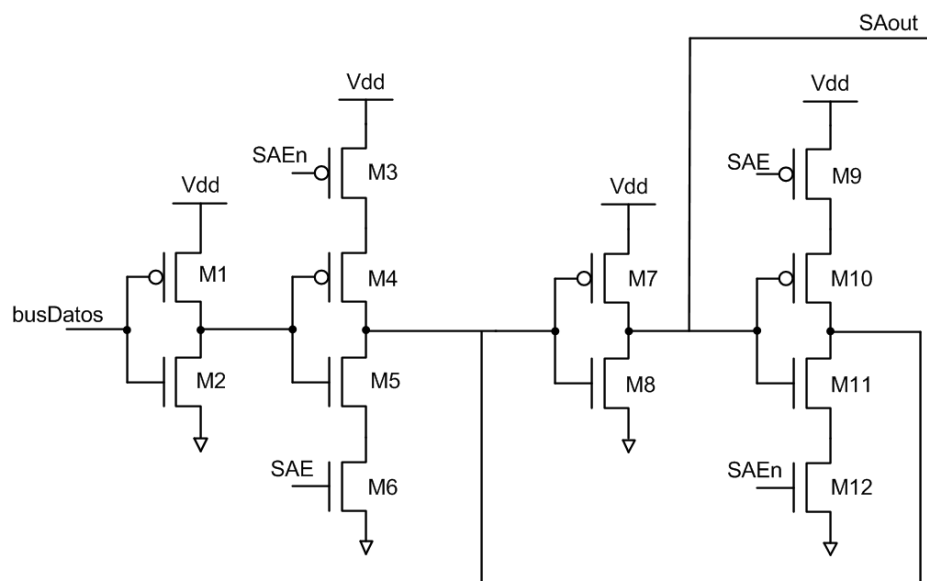 SAout
Vdd
Vdd
SAEn
M3
SAE
M9
Vdd
Vdd
M1
M4
M7
M10
busDatos
M2
M5
M8
M11
SAE
M6
SAEn
M12